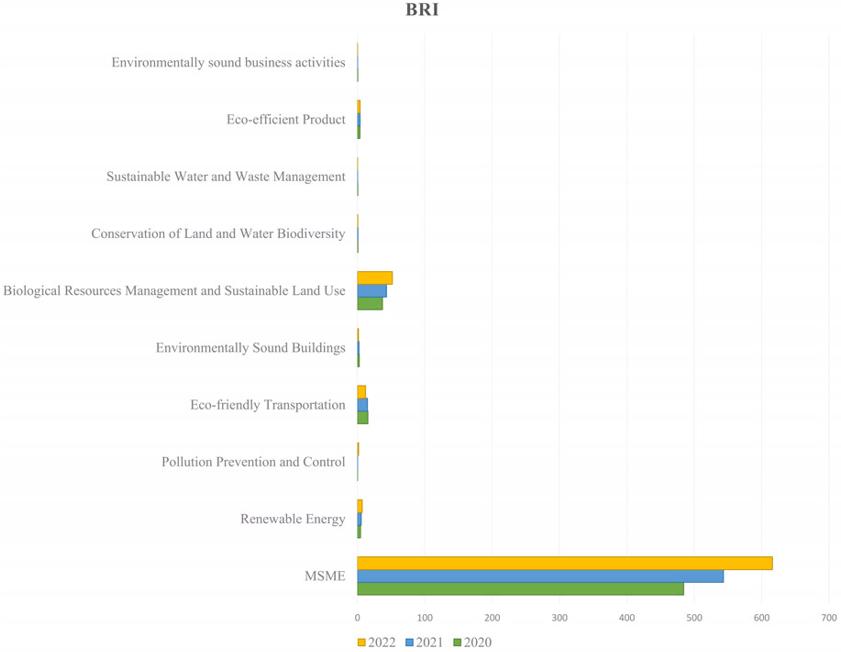 BRI
Environmentally sound business activities
Eco-efficient Product
Sustainable Water and Waste Management
Conservation of Land and Water Biodiversity
Biological Resources Management and Sustainable Land Use
Environmentally Sound Buildings
Eco-friendly Transportation
Pollution Prevention and Control
Renewable Energy
MSME
0 100 200 300 400 500 600 700
2022 2021 2020